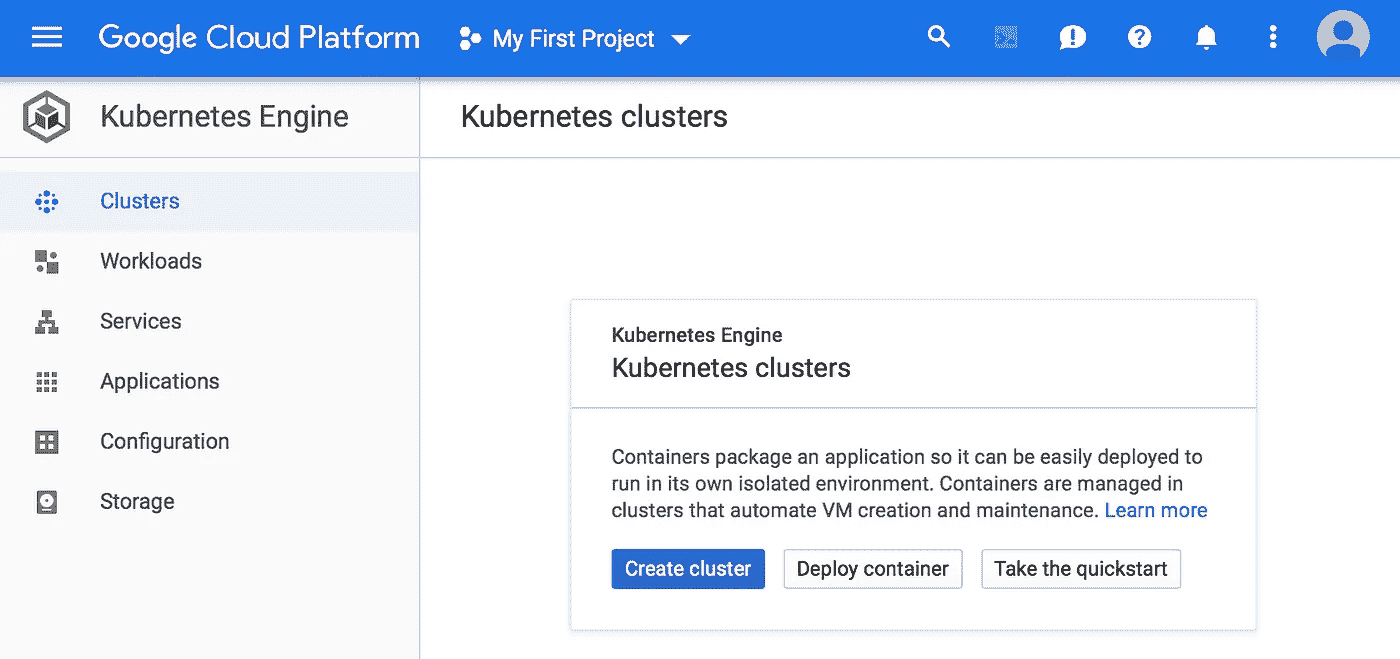 Google Cloud Platform
My First Project
Kubernetes Engine
Kubernetes clusters
Clusters
Workloads
Services
Applications
Configuration
Storage
Kubernetes Engine
Kubernetes clusters
Containers package an application so it can be easily deployed to
run in its own isolated environment. Containers are managed in
clusters that automate VM creation and maintenance. Learn more
Create cluster
Deploy container
Take the quickstart